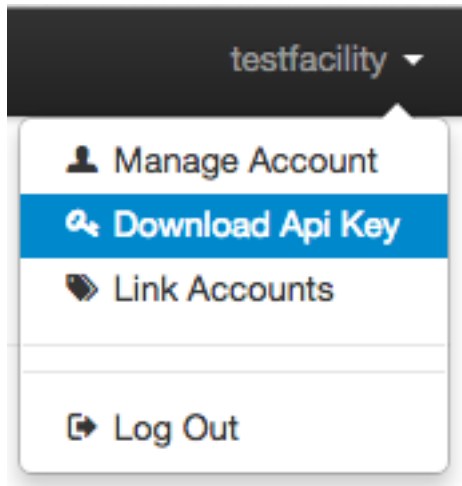 testfacility
Manage Account
Download Api Key
Link Accounts
Log Out